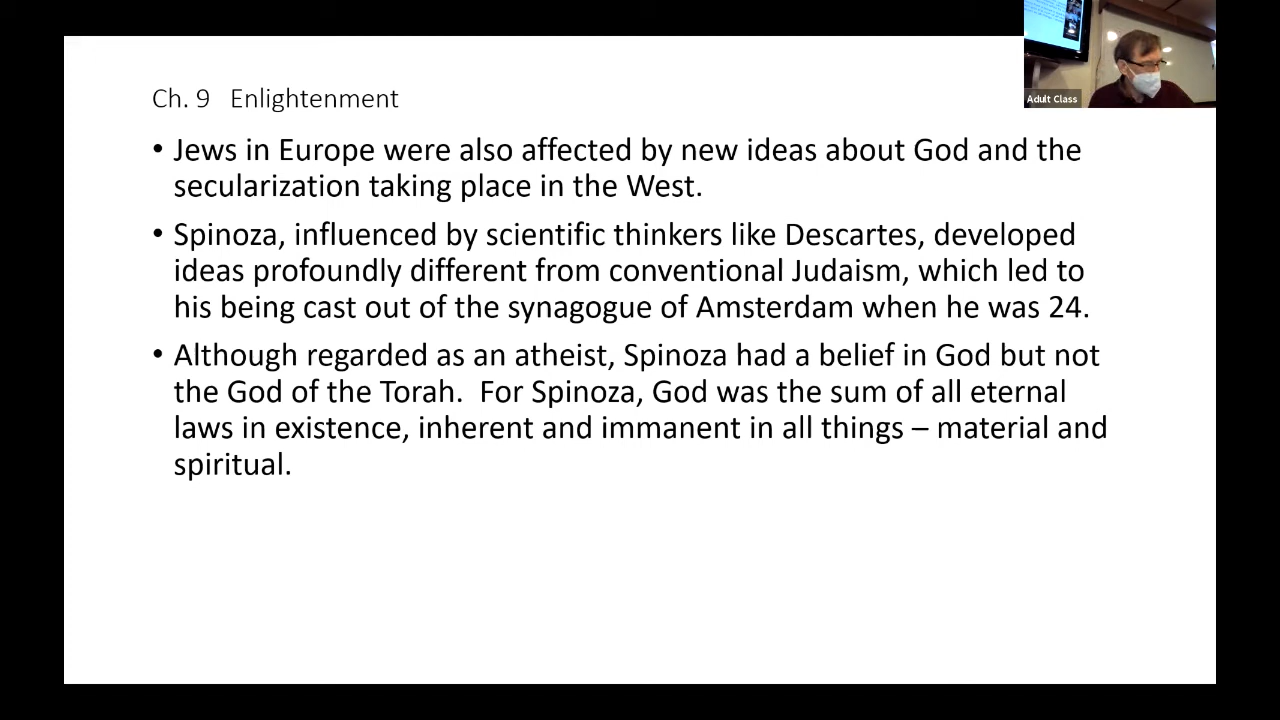 Ch. 9 Enlightenment
• Jews in Europe were also affected by new ideas about God and the
secularization taking place in the West.
• Spinoza, influenced by scientific thinkers like Descartes, developed
ideas profoundly different from conventional Judaism, which led to
his being cast out of the synagogue of Amsterdam when he was 24.
• Although regarded as an atheist, Spinoza had a belief in God but not
the God of the Torah.  For Spinoza, God was the sum of all eternal
laws in existence, inherent and immanent in all things – material and
spiritual.
Adult Class